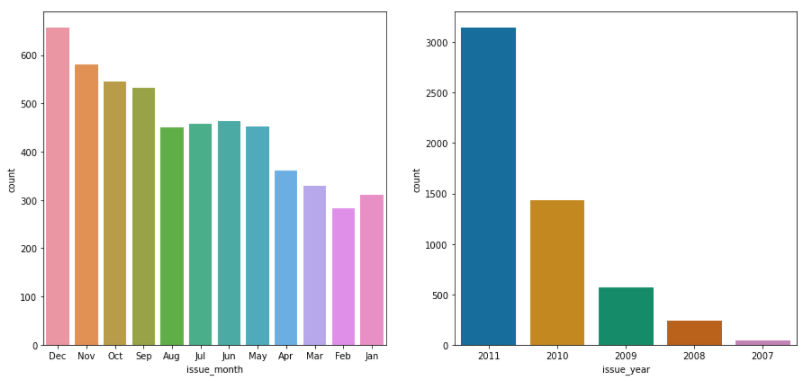 600
500
400
300
200
100
0
count
Dec Nov Oct Sep Aug Jul Jun May Apr Mar Feb Jan
issue_month
3000
2500
2000
1500
1000
500
0
count
2011 2010 2009 2008 2007
issue_year